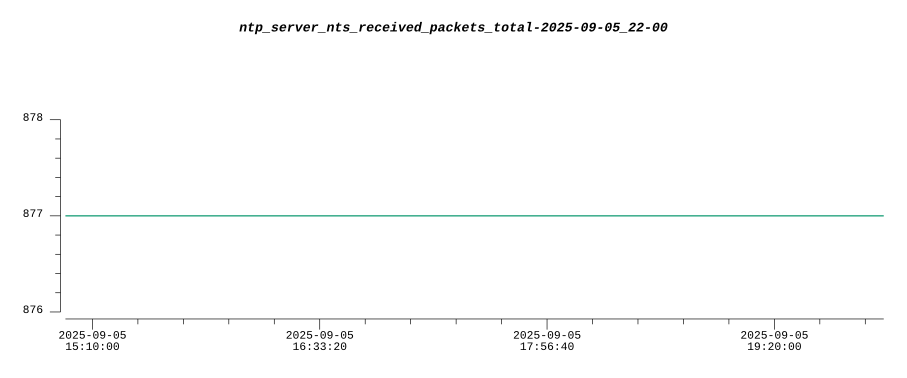 ntp_server_nts_received_packets_total-2025-09-05_22-00
878
877
876
2025-09-05 2025-09-05 2025-09-05 2025-09-05
15:10:00 16:33:20 17:56:40 19:20:00